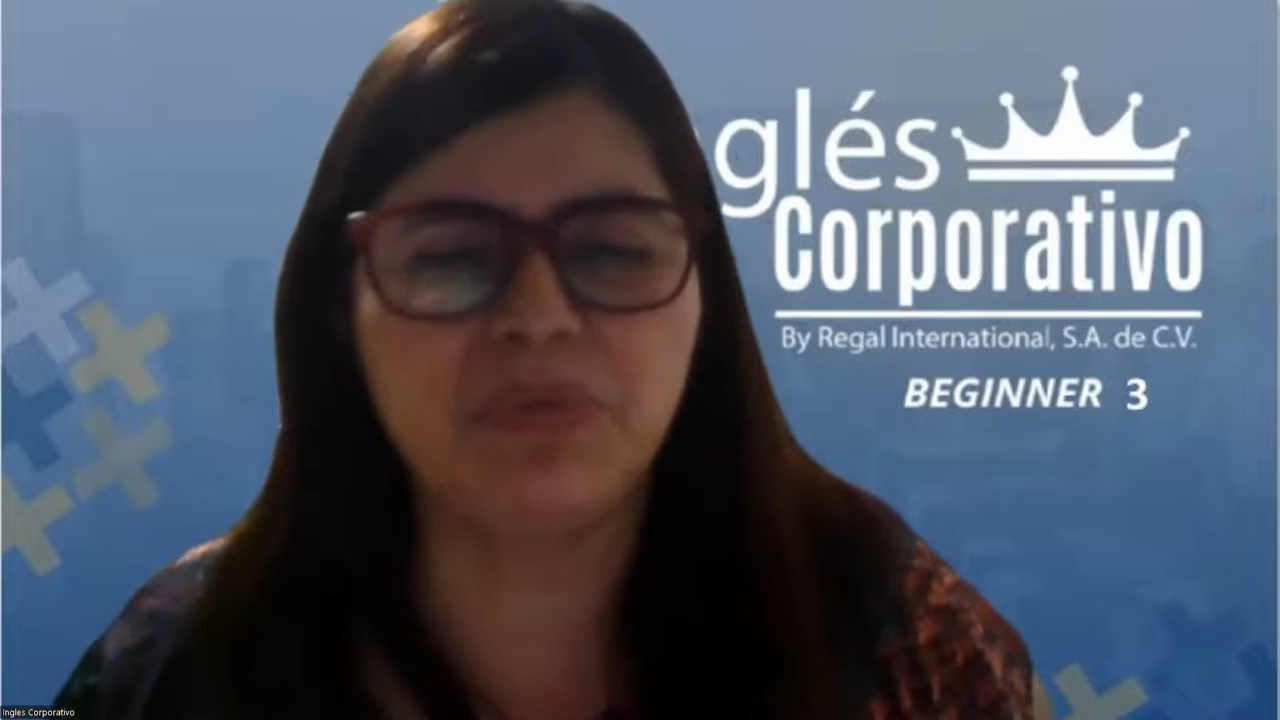 glés
Corporativo
By Regal International, S.A. de C.V.
BEGINNER 3
Ingles Corporativo